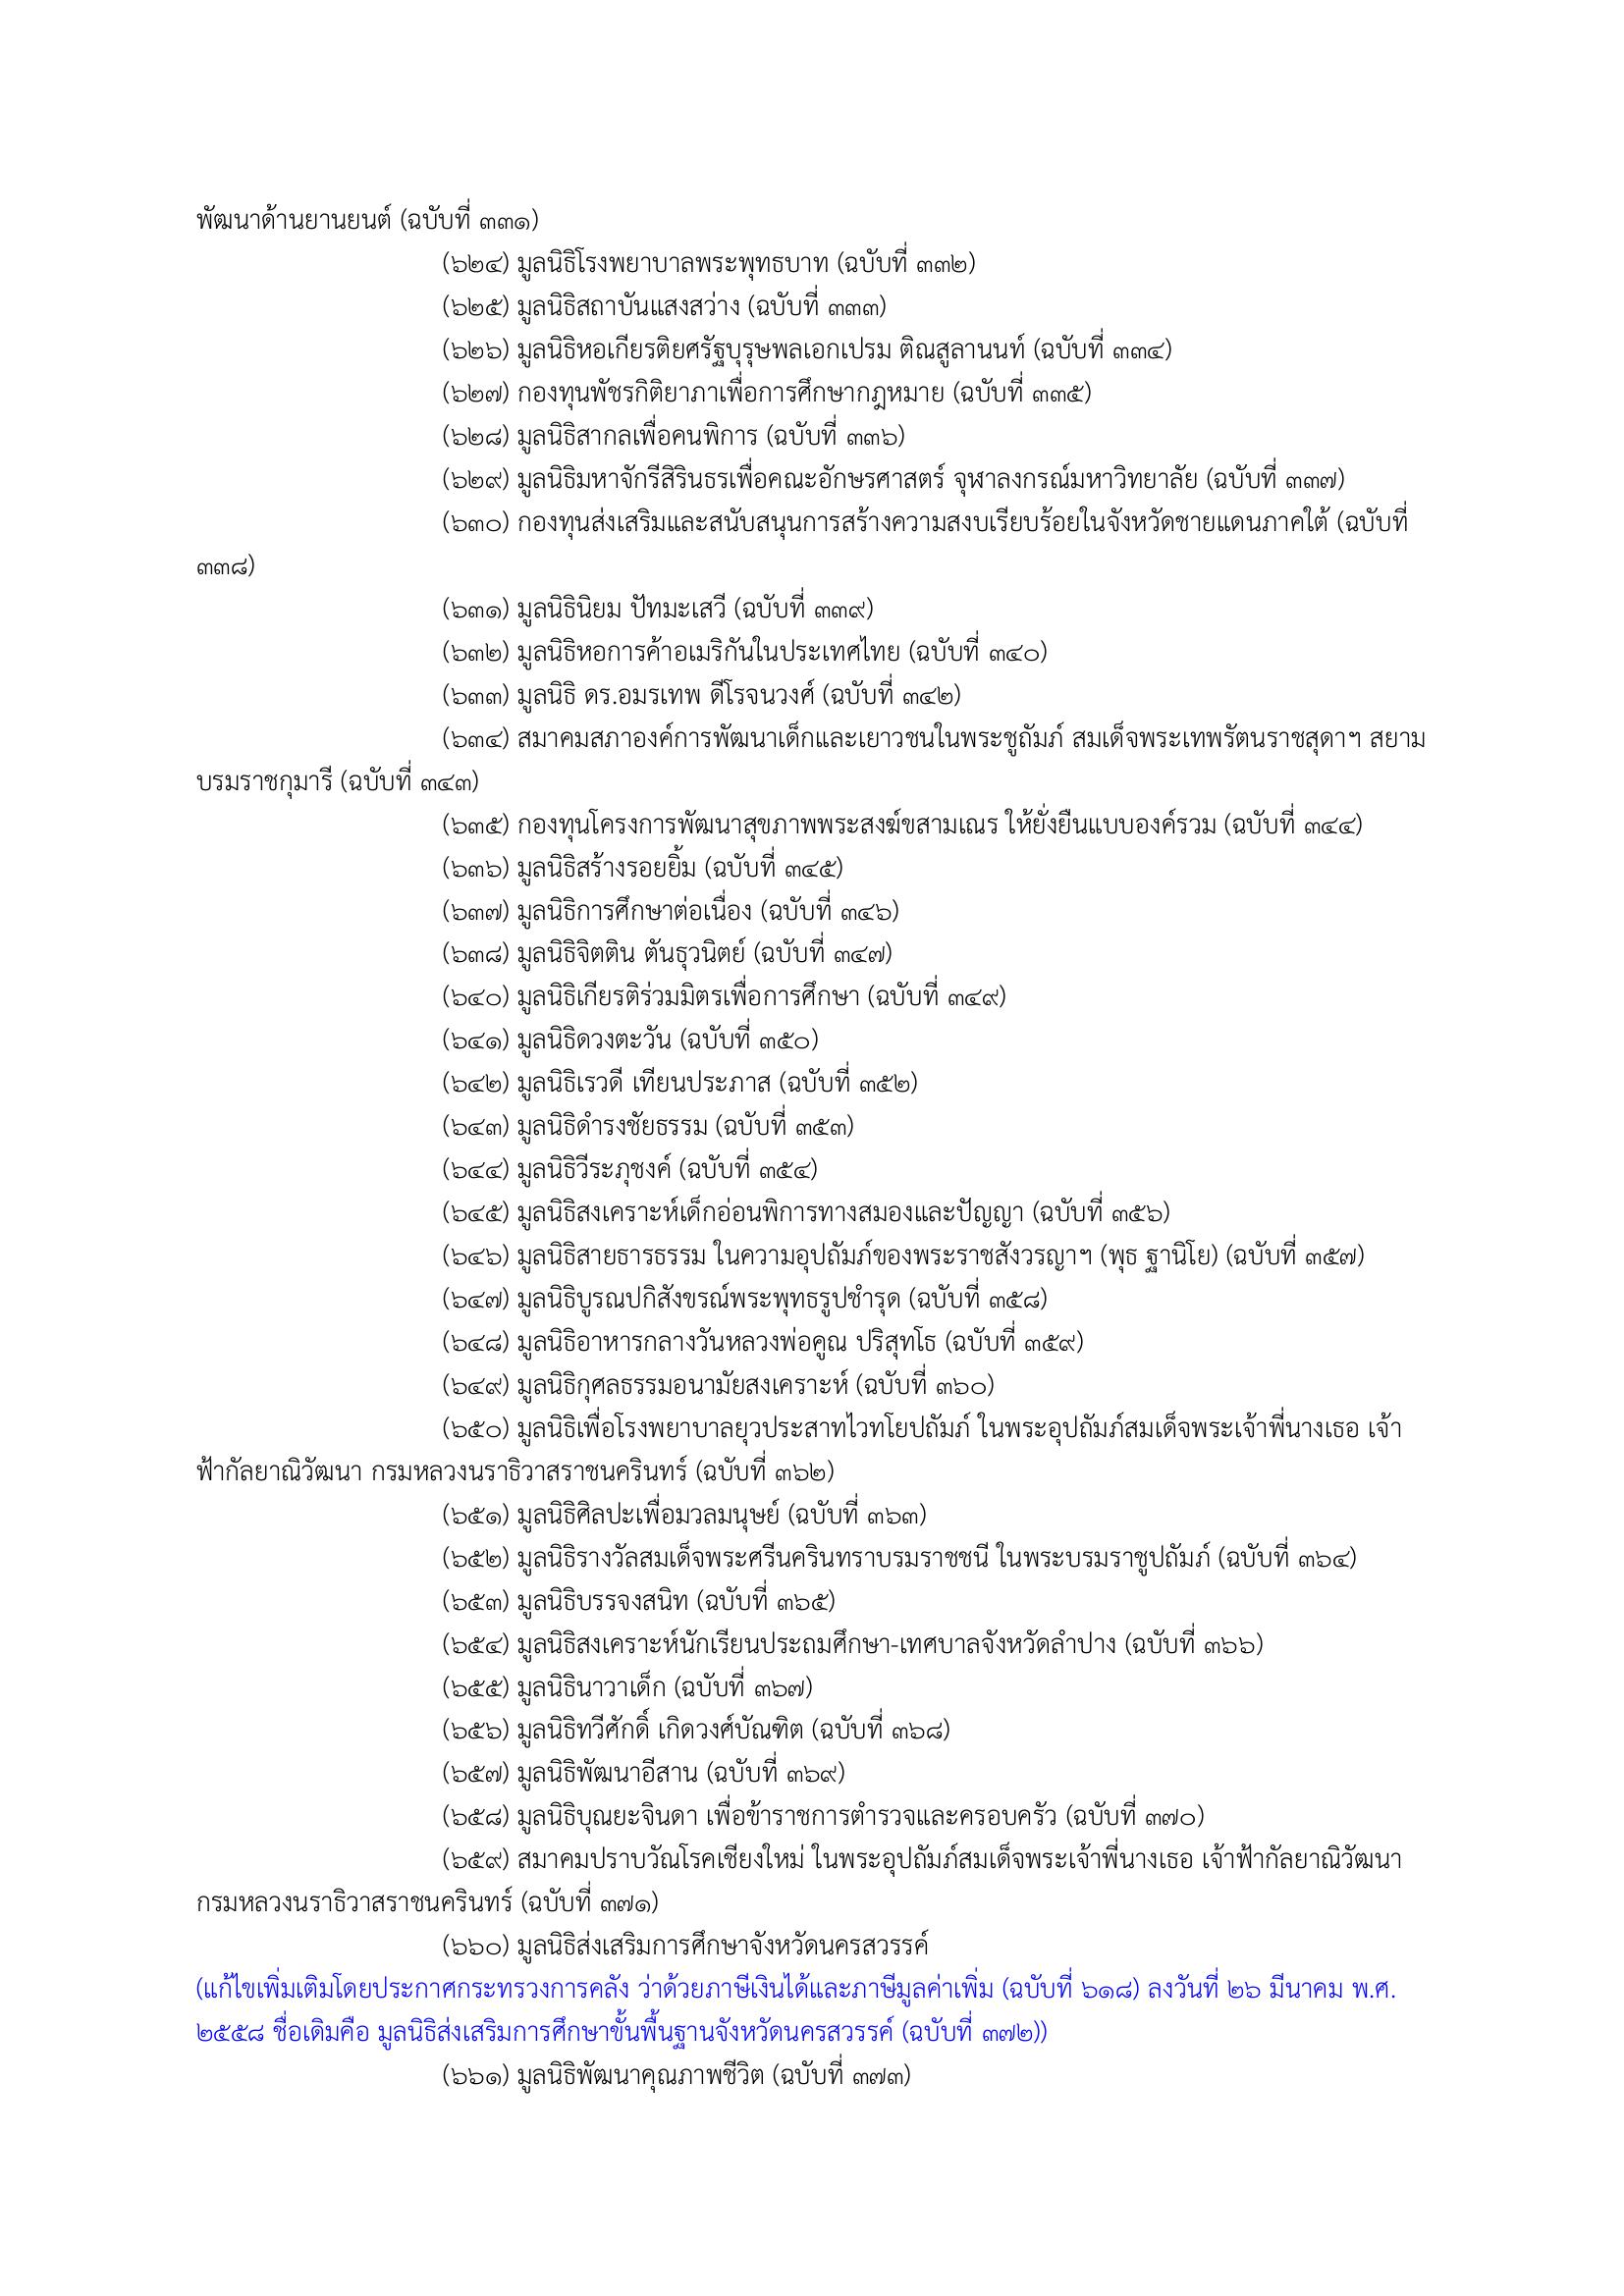 พัฒนาด้านยานยนต์ (ฉบับที่ ๓๓๑)
(๖๒๔) มูลนิธิโรงพยาบาลพระพุทธบาท (ฉบับที่ ๓๓๒)
(๖๒๕) มูลนิธิสถาบันแสงสว่าง (ฉบับที่ ๓๓๓)
(๖๒๖) มูลนิธิหอเกียรติยศรัฐบุรุษพลเอกเปรม ติณสูลานนท์ (ฉบับที่ ๓๓๔)
(๖๒๗) กองทุนพัชรกิติยาภาเพื่อการศึกษากฎหมาย (ฉบับที่ ๓๓๕)
(๖๒๘) มูลนิธิสากลเพื่อคนพิการ (ฉบับที่ ๓๓๖)
(๖๒๙) มูลนิธิมหาจักรีสิรินธรเพื่อคณะอักษรศาสตร์ จุฬาลงกรณ์มหาวิทยาลัย (ฉบับที่ ๓๓๗)
(๖๓๐) กองทุนส่งเสริมและสนับสนุนการสร้างความสงบเรียบร้อยในจังหวัดชายแดนภาคใต้ (ฉบับที่
๓๓๘)
(๖๓๑) มูลนิธินิยม ปัทมะเสวี (ฉบับที่ ๓๓๙)
(๖๓๒) มูลนิธิหอการค้าอเมริกันในประเทศไทย (ฉบับที่ ๓๔๐)
(๖๓๓) มูลนิธิ ดร.อมรเทพ ดีโรจนวงศ์ (ฉบับที่ ๓๔๒)
(๖๓๔) สมาคมสภาองค์การพัฒนาเด็กและเยาวชนในพระชูถัมภ์ สมเด็จพระเทพรัตนราชสุดาฯ สยาม
บรมราชกุมารี (ฉบับที่ ๓๔๓)
(๖๓๕) กองทุนโครงการพัฒนาสุขภาพพระสงฆ์ขสามเณร ให้ยั่งยืนแบบองค์รวม (ฉบับที่ ๓๔๔)
(๖๓๖) มูลนิธิสร้างรอยยิ้ม (ฉบับที่ ๓๔๕)
(๖๓๗) มูลนิธิการศึกษาต่อเนื่อง (ฉบับที่ ๓๔๖)
(๖๓๘) มูลนิธิจิตติน ตันธุวนิตย์ (ฉบับที่ ๓๔๗)
(๖๔๐) มูลนิธิเกียรติร่วมมิตรเพื่อการศึกษา (ฉบับที่ ๓๔๙)
(๖๔๑) มูลนิธิดวงตะวัน (ฉบับที่ ๓๕๐)
(๖๔๒) มูลนิธิเรวดี เทียนประภาส (ฉบับที่ ๓๕๒)
(๖๔๓) มูลนิธิดำรงชัยธรรม (ฉบับที่ ๓๕๓)
(๖๔๔) มูลนิธิวีระภุชงค์ (ฉบับที่ ๓๕๔)
(๖๔๕) มูลนิธิสงเคราะห์เด็กอ่อนพิการทางสมองและปัญญา (ฉบับที่ ๓๕๖)
(๖๔๖) มูลนิธิสายธารธรรม ในความอุปถัมภ์ของพระราชสังวรญาฯ (พุธ ฐานิโย) (ฉบับที่ ๓๕๗)
(๖๔๗) มูลนิธิบูรณปกิสังขรณ์พระพุทธรูปชำรุด (ฉบับที่ ๓๕๘)
(๖๔๘) มูลนิธิอาหารกลางวันหลวงพ่อคูณ ปริสุทโธ (ฉบับที่ ๓๕๙)
(๖๔๙) มูลนิธิกุศลธรรมอนามัยสงเคราะห์ (ฉบับที่ ๓๖๐)
(๖๕๐) มูลนิธิเพื่อโรงพยาบาลยุวประสาทไวทโยปถัมภ์ ในพระอุปถัมภ์สมเด็จพระเจ้าพี่นางเธอ เจ้า
ฟ้ากัลยาณิวัฒนา กรมหลวงนราธิวาสราชนครินทร์ (ฉบับที่ ๓๖๒)
(๖๕๑) มูลนิธิศิลปะเพื่อมวลมนุษย์ (ฉบับที่ ๓๖๓)
(๖๕๒) มูลนิธิรางวัลสมเด็จพระศรีนครินทราบรมราชชนี ในพระบรมราชูปถัมภ์ (ฉบับที่ ๓๖๔)
(๖๕๓) มูลนิธิบรรจงสนิท (ฉบับที่ ๓๖๕)
(๖๕๔) มูลนิธิสงเคราะห์นักเรียนประถมศึกษา-เทศบาลจังหวัดลำปาง (ฉบับที่ ๓๖๖)
(๖๕๕) มูลนิธินาวาเด็ก (ฉบับที่ ๓๖๗)
(๖๕๖) มูลนิธิทวีศักดิ์ เกิดวงศ์บัณฑิต (ฉบับที่ ๓๖๘)
(๖๕๗) มูลนิธิพัฒนาอีสาน (ฉบับที่ ๓๖๙)
(๖๕๘) มูลนิธิบุณยะจินดา เพื่อข้าราชการตำรวจและครอบครัว (ฉบับที่ ๓๗๐)
(๖๕๙) สมาคมปราบวัณโรคเชียงใหม่ ในพระอุปถัมภ์สมเด็จพระเจ้าพี่นางเธอ เจ้าฟ้ากัลยาณิวัฒนา
กรมหลวงนราธิวาสราชนครินทร์ (ฉบับที่ ๓๗๑)
(๖๖๐) มูลนิธิส่งเสริมการศึกษาจังหวัดนครสวรรค์
(แก้ไขเพิ่มเติมโดยประกาศกระทรวงการคลัง ว่าด้วยภาษีเงินได้และภาษีมูลค่าเพิ่ม (ฉบับที่ ๖๑๘) ลงวันที่ ๒๖ มีนาคม พ.ศ.
๒๕๕๘ ชื่อเดิมคือ มูลนิธิส่งเสริมการศึกษาขั้นพื้นฐานจังหวัดนครสวรรค์ (ฉบับที่ ๓๗๒))
(๖๖๑) มูลนิธิพัฒนาคุณภาพชีวิต (ฉบับที่ ๓๗๓)